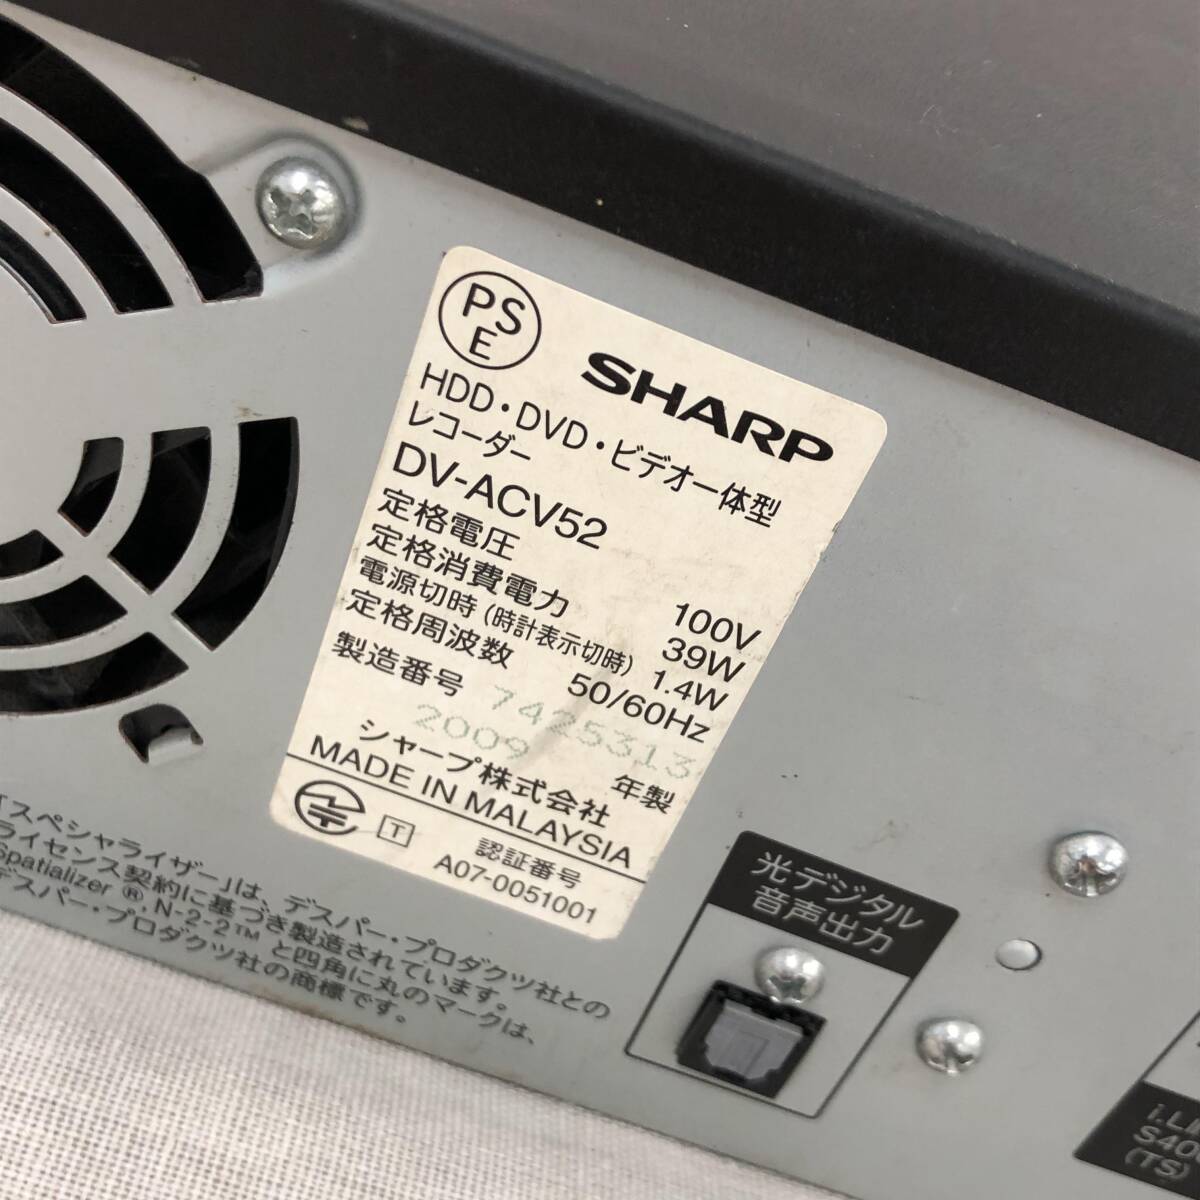 PSE
SHARP
HDD・DVD・ビデオ一体型
レコーダー
DV-ACV52
定格電圧 100V
定格消費電力 39W
電源切時(時計表示切時) 1.4W
定格周波数 50/60Hz
製造番号 7425313
2009 年製
シャープ株式会社
MADE IN MALAYSIA
T 認証番号
A07-0051001
「スペシャライザー」は、デスパー・プロダクツ社との
ライセンス契約に基づき製造されています。
Spatializer ® N-2-2™ と四角に丸のマークは、
デスパー・プロダクツ社の商標です。
光デジタル
音声出力
i.LI
S400
(TS)